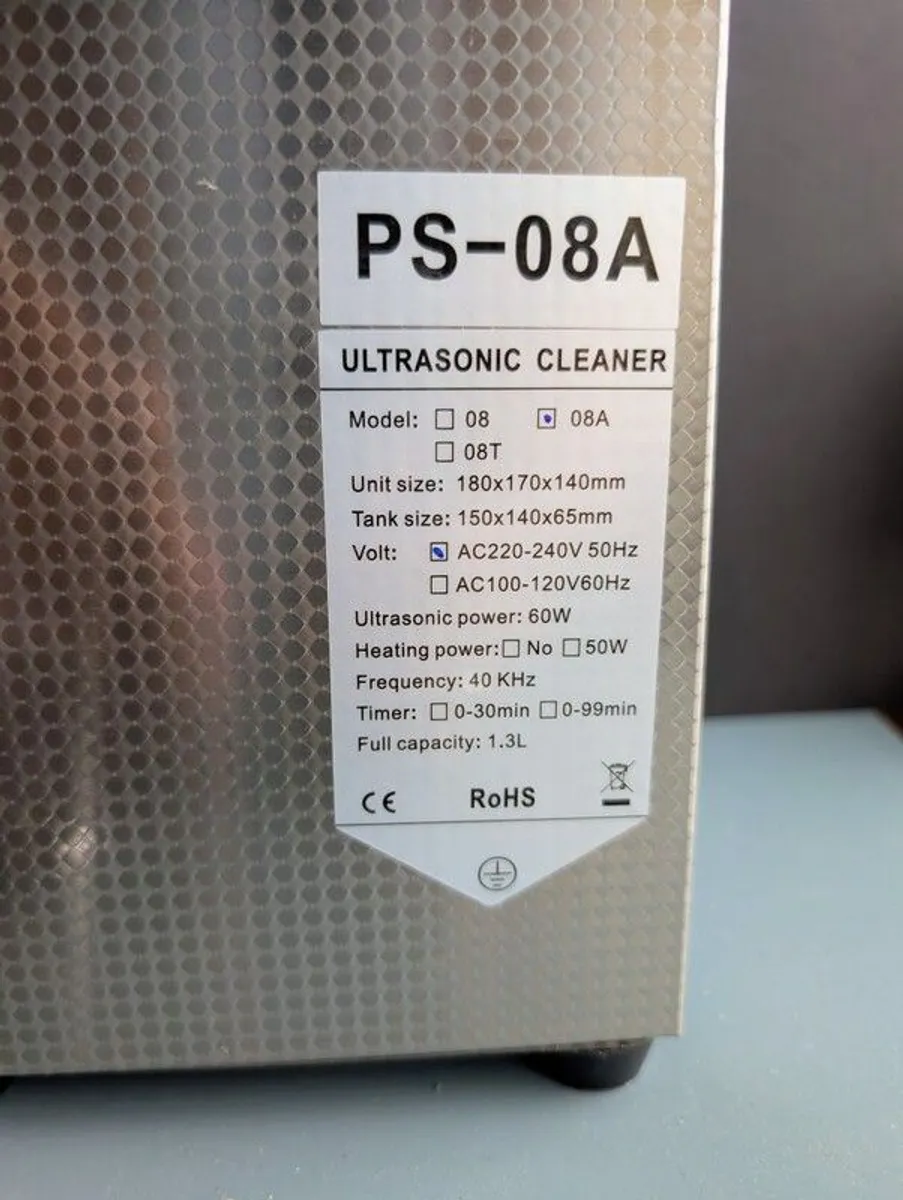 PS-08A
ULTRASONIC CLEANER
Model: ☐ 08 ☑ 08A
☐ 08T
Unit size: 180x170x140mm
Tank size: 150x140x65mm
Volt: ☑ AC220-240V 50Hz
☐ AC100-120V60Hz
Ultrasonic power: 60W
Heating power:☐ No ☐ 50W
Frequency: 40 KHz
Timer: ☐ 0-30min ☐ 0-99min
Full capacity: 1.3L
CE RoHS